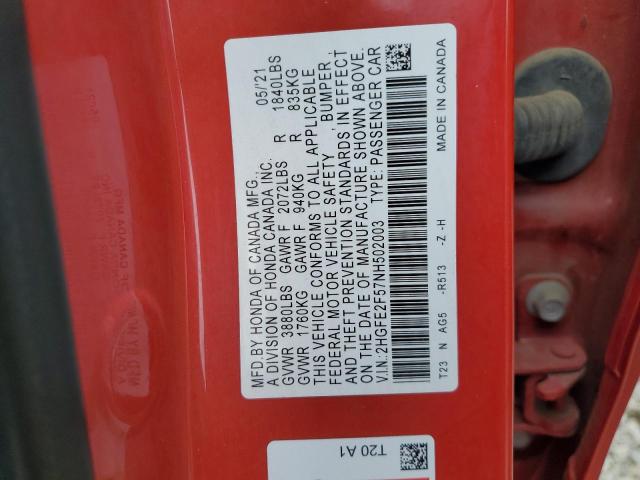 MFD.BY HONDA OF CANADA MFG. 05/'21
A DIVISION OF HONDA CANADA INC.
GVWR 3880LBS GAWR F 2072LBS R 1840LBS
GVWR 1760KG GAWR F 940KG R 835KG
THIS VEHICLE CONFORMS TO ALL APPLICABLE
FEDERAL MOTOR VEHICLE SAFETY , BUMPER ,
AND THEFT PREVENTION STANDARDS IN EFFECT
ON THE DATE OF MANUFACTURE SHOWN ABOVE.
V.I.N.:2HGFE2F57NH502003 TYPE: PASSENGER CAR
T23 N AG5 -R513 -Z -H MADE IN CANADA
T20 A1